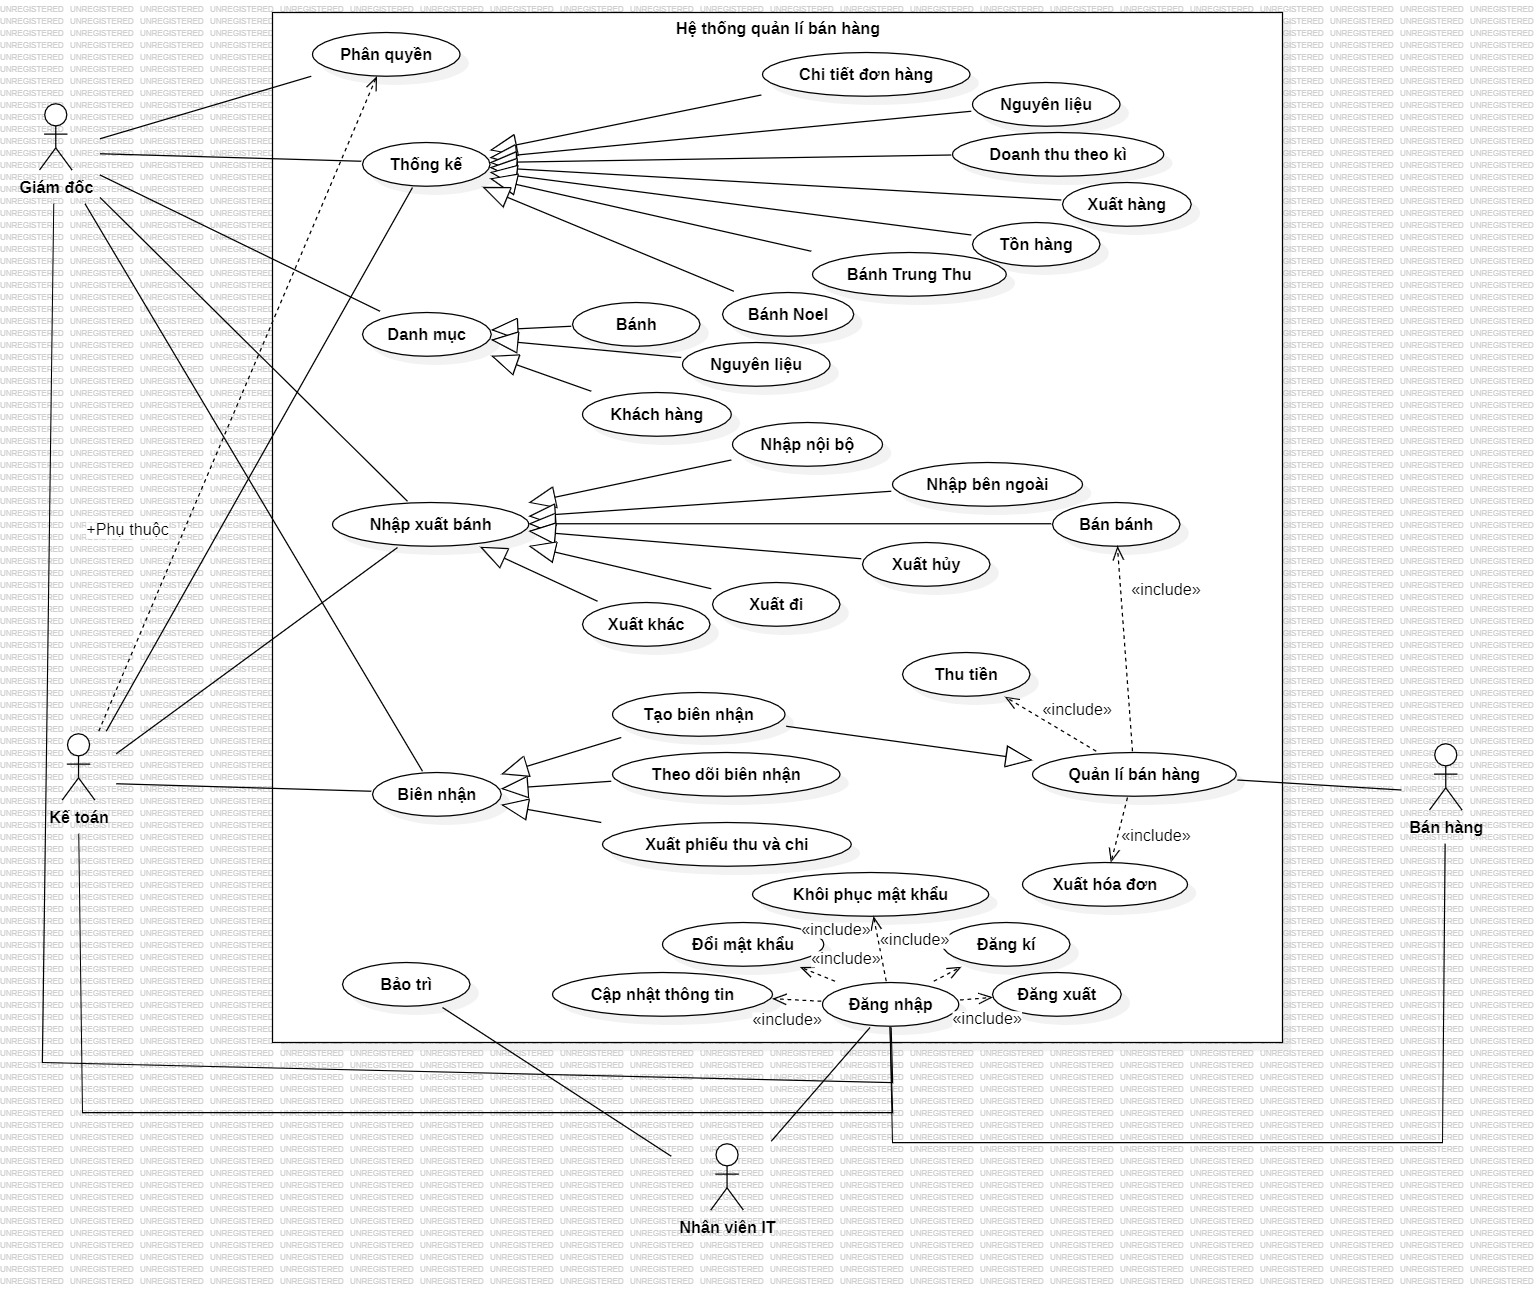 Hệ thống quản lí bán hàng
Phân quyền
Chi tiết đơn hàng
Nguyên liệu
Thống kế
Doanh thu theo kì
Giám đốc
Xuất hàng
Tồn hàng
Bánh Trung Thu
Bánh Noel
Danh mục
Bánh
Nguyên liệu
Khách hàng
Nhập nội bộ
Nhập bên ngoài
Nhập xuất bánh
Bán bánh
+Phụ thuộc
Xuất hủy
«include»
Xuất đi
Xuất khác
Thu tiền
«include»
Tạo biên nhận
Theo dõi biên nhận
Quản lí bán hàng
Biên nhận
Kế toán
Bán hàng
«include»
Xuất phiếu thu và chi
Xuất hóa đơn
Khôi phục mật khẩu
«include»
«include»
Đổi mật khẩu
Đăng kí
«include»
Bảo trì
Cập nhật thông tin
Đăng nhập
Đăng xuất
«include»
«include»
Nhân viên IT
UNREGISTERED